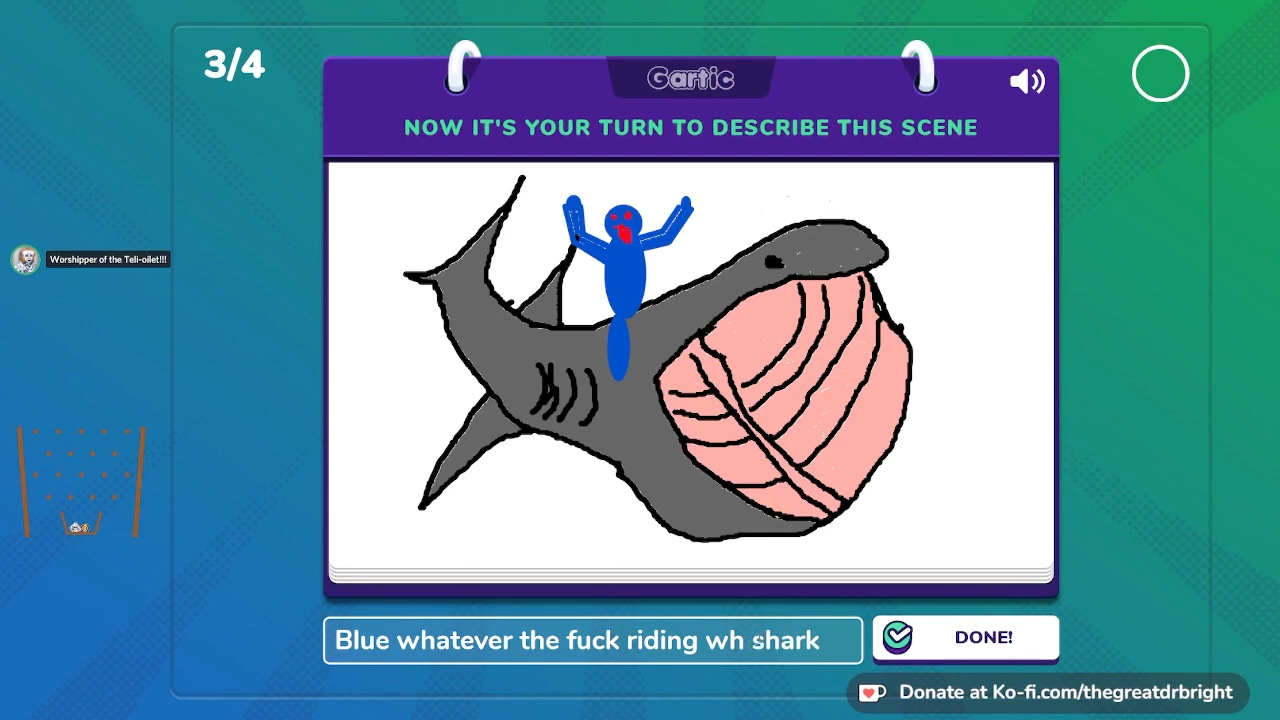 3/4
Gartic
NOW IT'S YOUR TURN TO DESCRIBE THIS SCENE
Worshipper of the Teli-oilet!!!
Blue whatever the fuck riding wh shark
DONE!
Donate at Ko-fi.com/thegreatdrbright